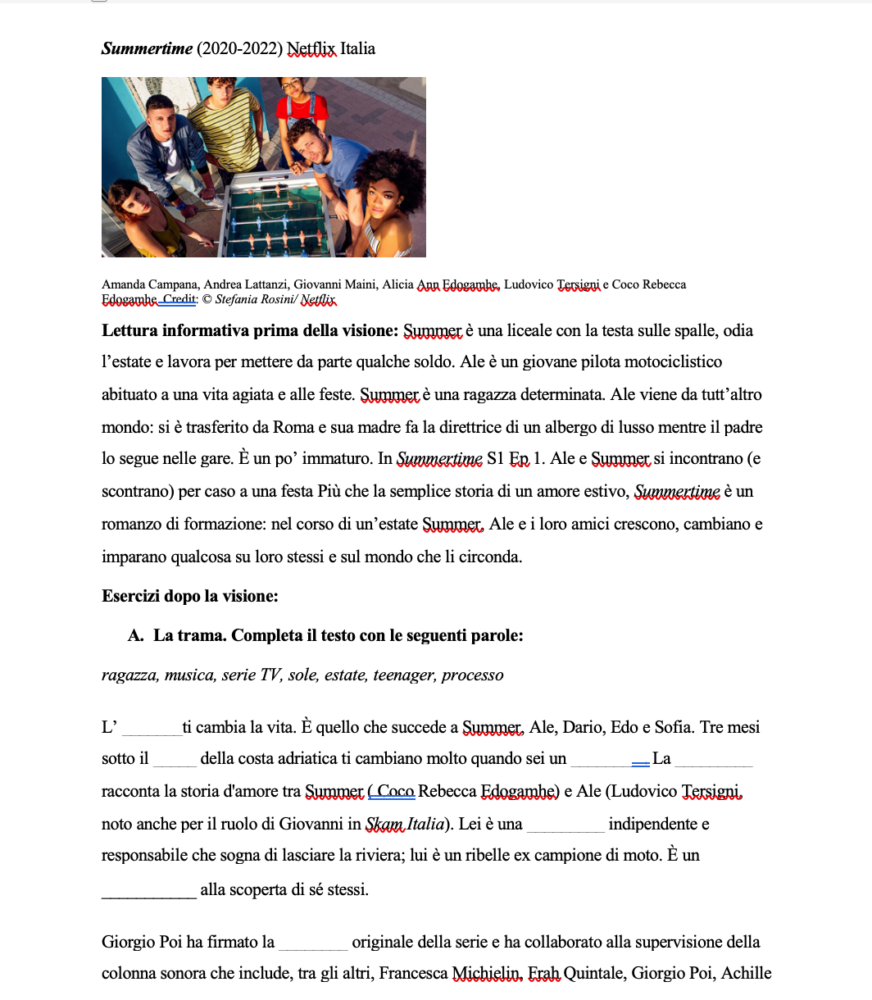 Summertime (2020-2022) Netflix Italia
Amanda Campana, Andrea Lattanzi, Giovanni Maini, Alicia Ann Edogamhe, Ludovico Tersigni e Coco Rebecca
Edogamhe Credit: © Stefania Rosini/ Netflix
Lettura informativa prima della visione: Summer è una liceale con la testa sulle spalle, odia
l’estate e lavora per mettere da parte qualche soldo. Ale è un giovane pilota motociclistico
abituato a una vita agiata e alle feste. Summer è una ragazza determinata. Ale viene da tutt’altro
mondo: si è trasferito da Roma e sua madre fa la direttrice di un albergo di lusso mentre il padre
lo segue nelle gare. È un po’ immaturo. In Summertime S1 Ep 1. Ale e Summer si incontrano (e
scontrano) per caso a una festa Più che la semplice storia di un amore estivo, Summertime è un
romanzo di formazione: nel corso di un’estate Summer, Ale e i loro amici crescono, cambiano e
imparano qualcosa su loro stessi e sul mondo che li circonda.
Esercizi dopo la visione:
A. La trama. Completa il testo con le seguenti parole:
ragazza, musica, serie TV, sole, estate, teenager, processo
L’ _______ ti cambia la vita. È quello che succede a Summer, Ale, Dario, Edo e Sofia. Tre mesi
sotto il _____ della costa adriatica ti cambiano molto quando sei un _________ La _________
racconta la storia d'amore tra Summer ( Coco Rebecca Edogamhe) e Ale (Ludovico Tersigni,
noto anche per il ruolo di Giovanni in Skam Italia). Lei è una _________ indipendente e
responsabile che sogna di lasciare la riviera; lui è un ribelle ex campione di moto. È un
___________ alla scoperta di sé stessi.
Giorgio Poi ha firmato la ________ originale della serie e ha collaborato alla supervisione della
colonna sonora che include, tra gli altri, Francesca Michielin, Frah Quintale, Giorgio Poi, Achille